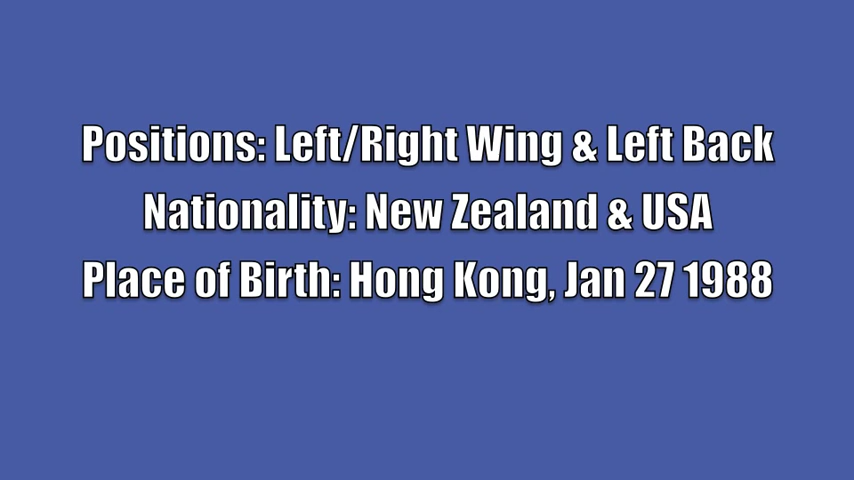 Positions: Left/Right Wing & Left Back
Nationality: New Zealand & USA
Place of Birth: Hong Kong, Jan 27 1988